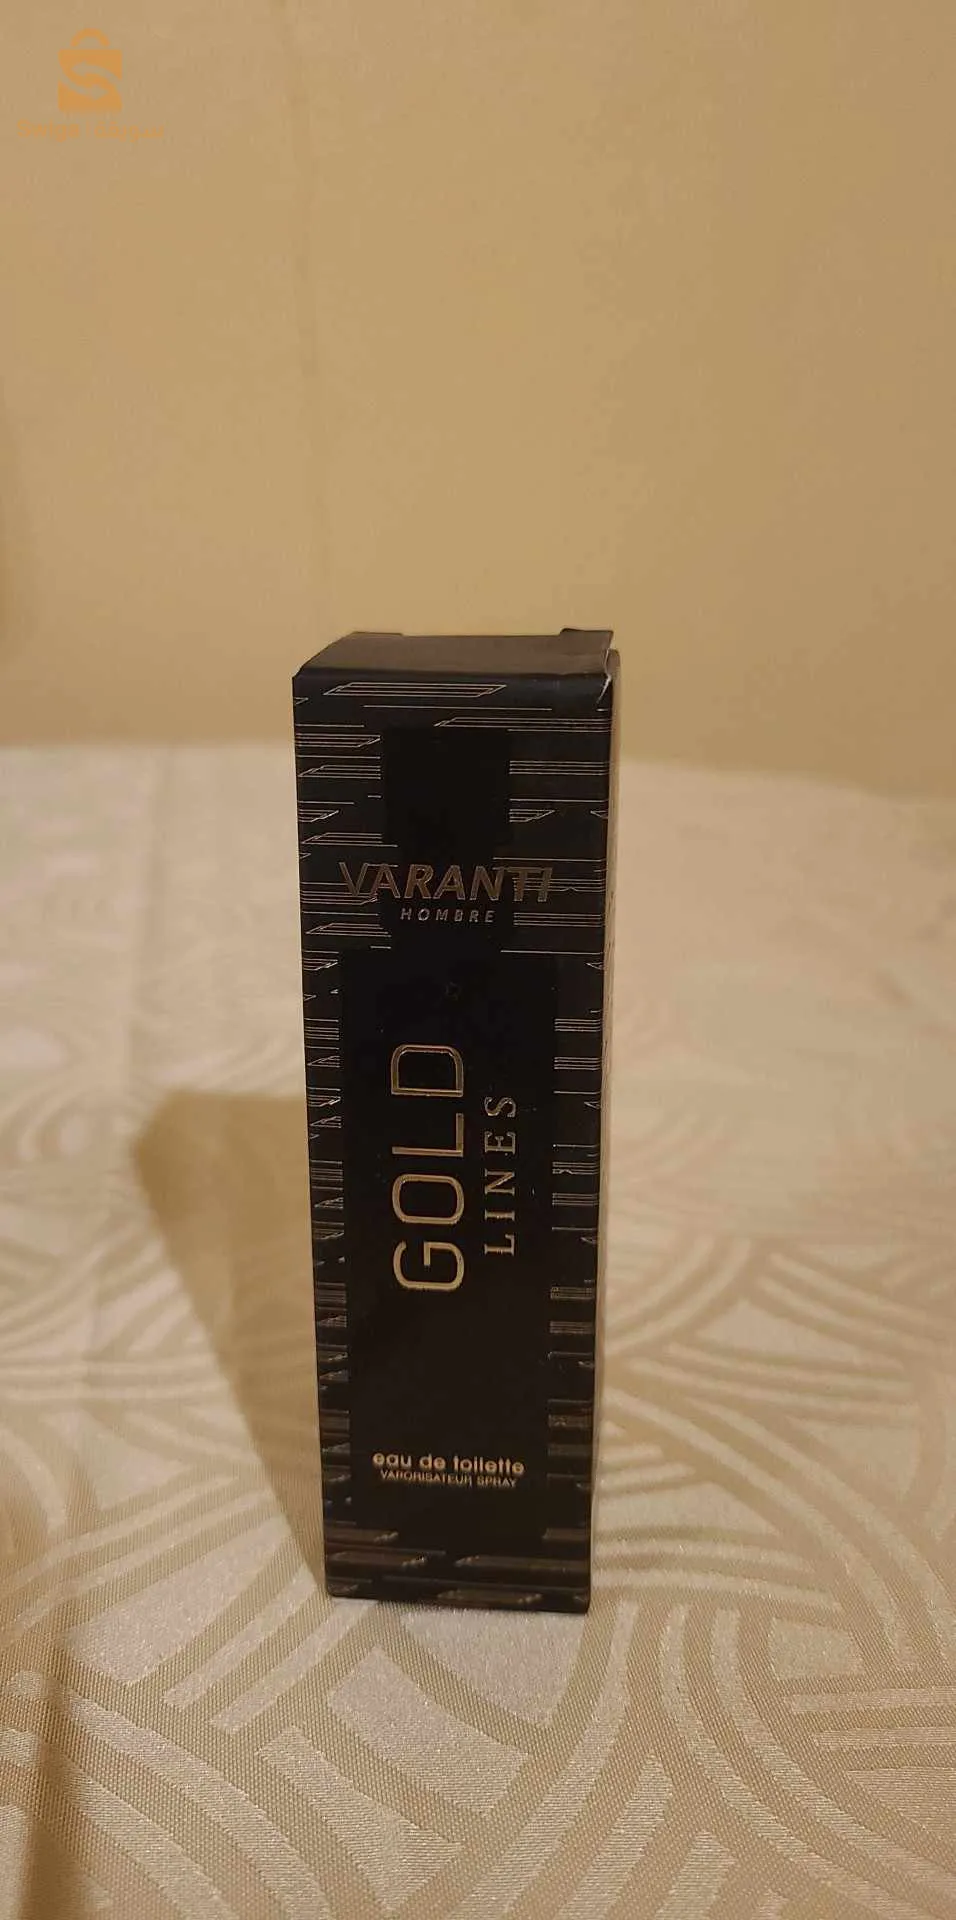 VARANTI
HOMBRE
GOLD
LINES
eau de toilette
VAPORISATEUR SPRAY